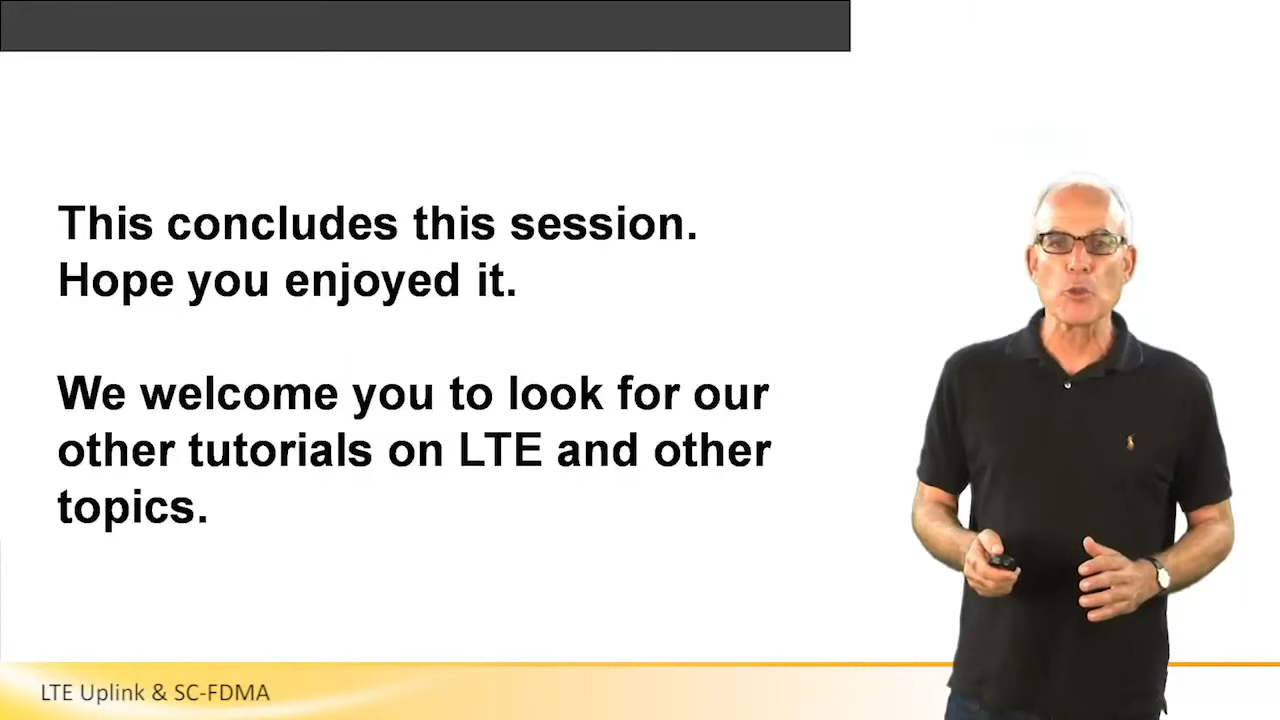 This concludes this session.
Hope you enjoyed it.
We welcome you to look for our
other tutorials on LTE and other
topics.
LTE Uplink & SC-FDMA